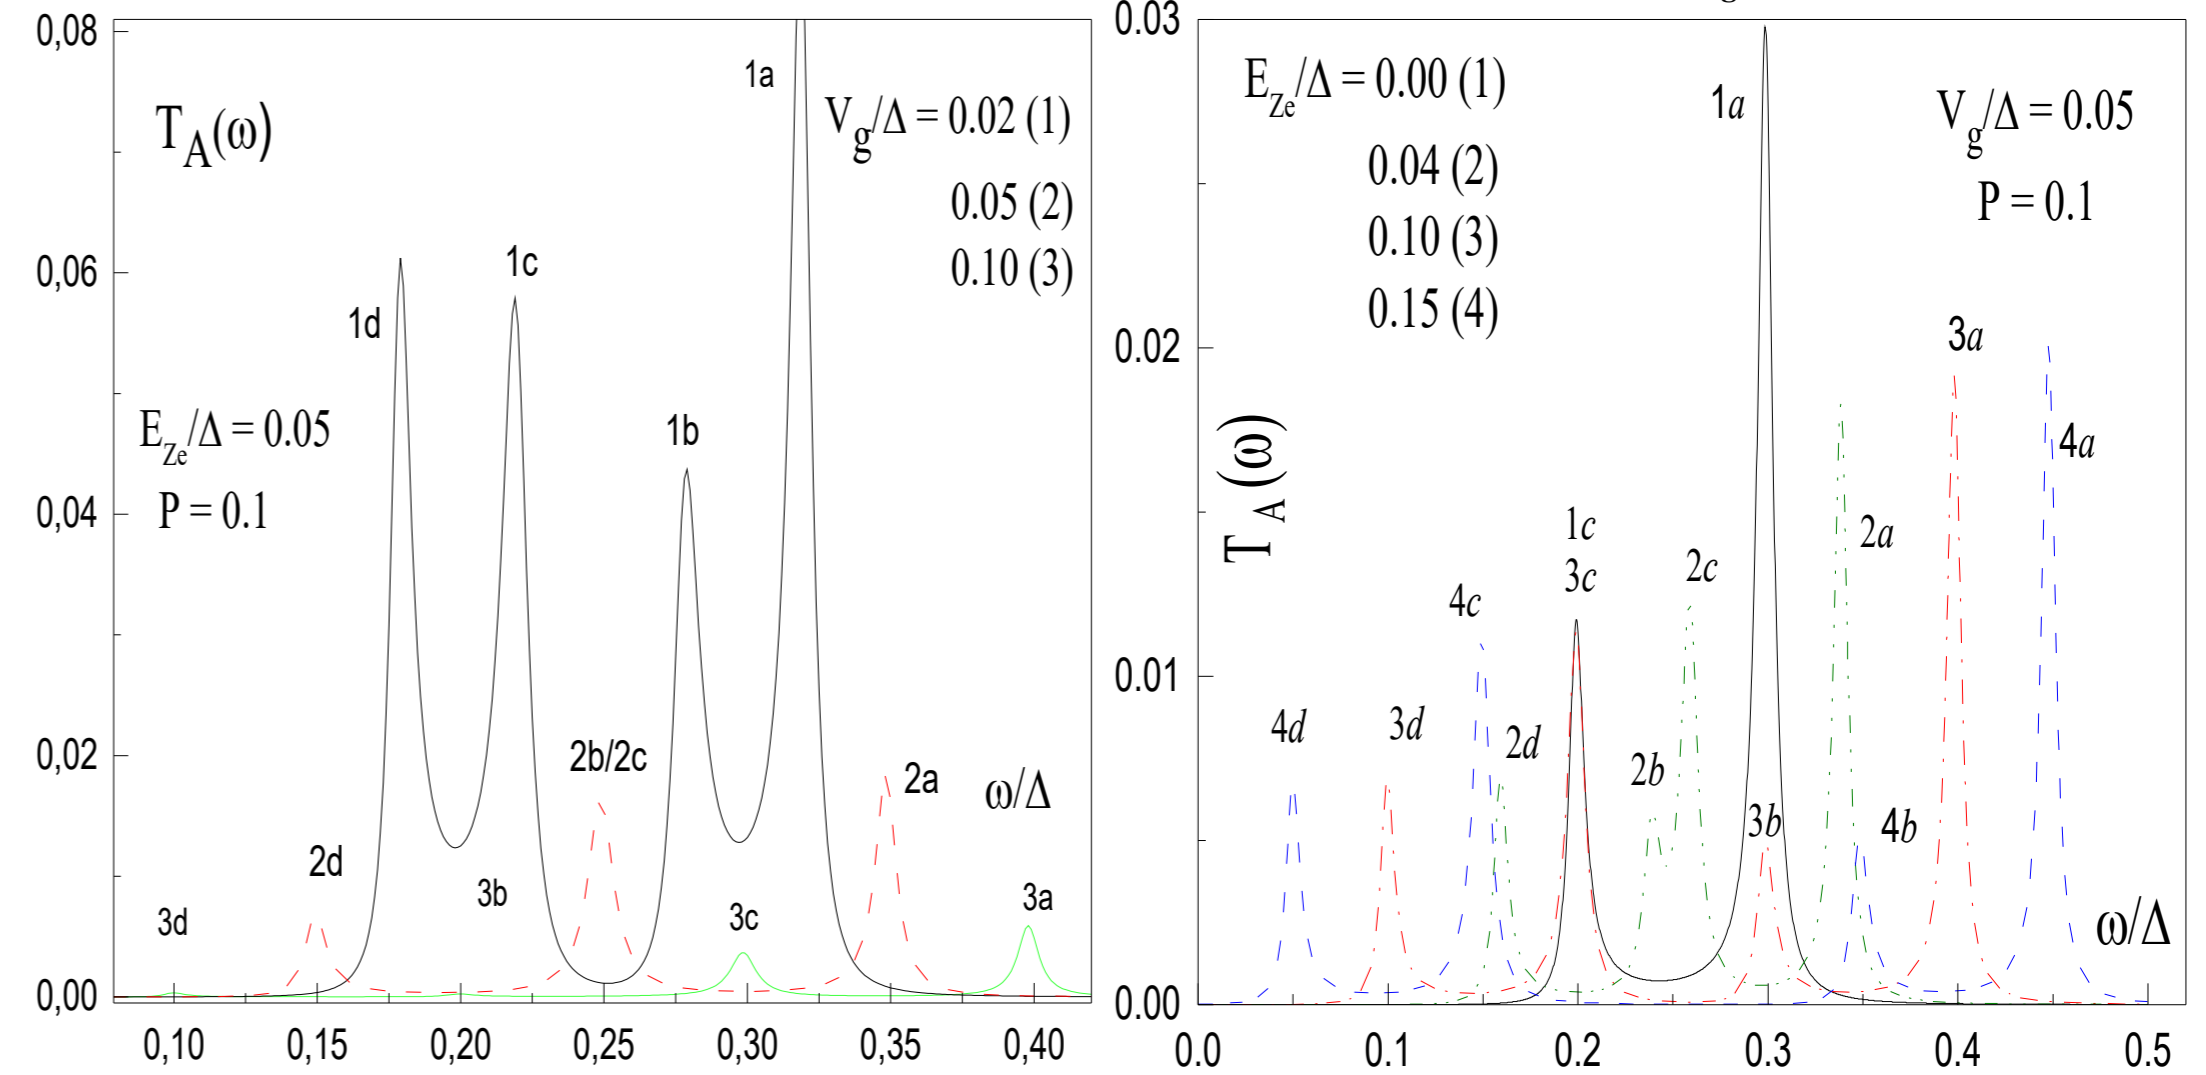 0,08
0,06
0,04
0,02
0,00
T_A(ω)
1a
V_g/Δ = 0.02 (1)
0.05 (2)
0.10 (3)
1c
1d
1b
E_Ze/Δ = 0.05
P = 0.1
2b/2c
2a
ω/Δ
2d
3b
3d
3c
3a
0,10 0,15 0,20 0,25 0,30 0,35 0,40
g
0.03
0.02
0.01
0.00
E_Ze/Δ = 0.00 (1)
0.04 (2)
0.10 (3)
0.15 (4)
1a
V_g/Δ = 0.05
P = 0.1
T_A(ω)
3a
4a
1c
3c
2c
2a
4c
4d
3d
2d
2b
3b
4b
ω/Δ
0.0 0.1 0.2 0.3 0.4 0.5